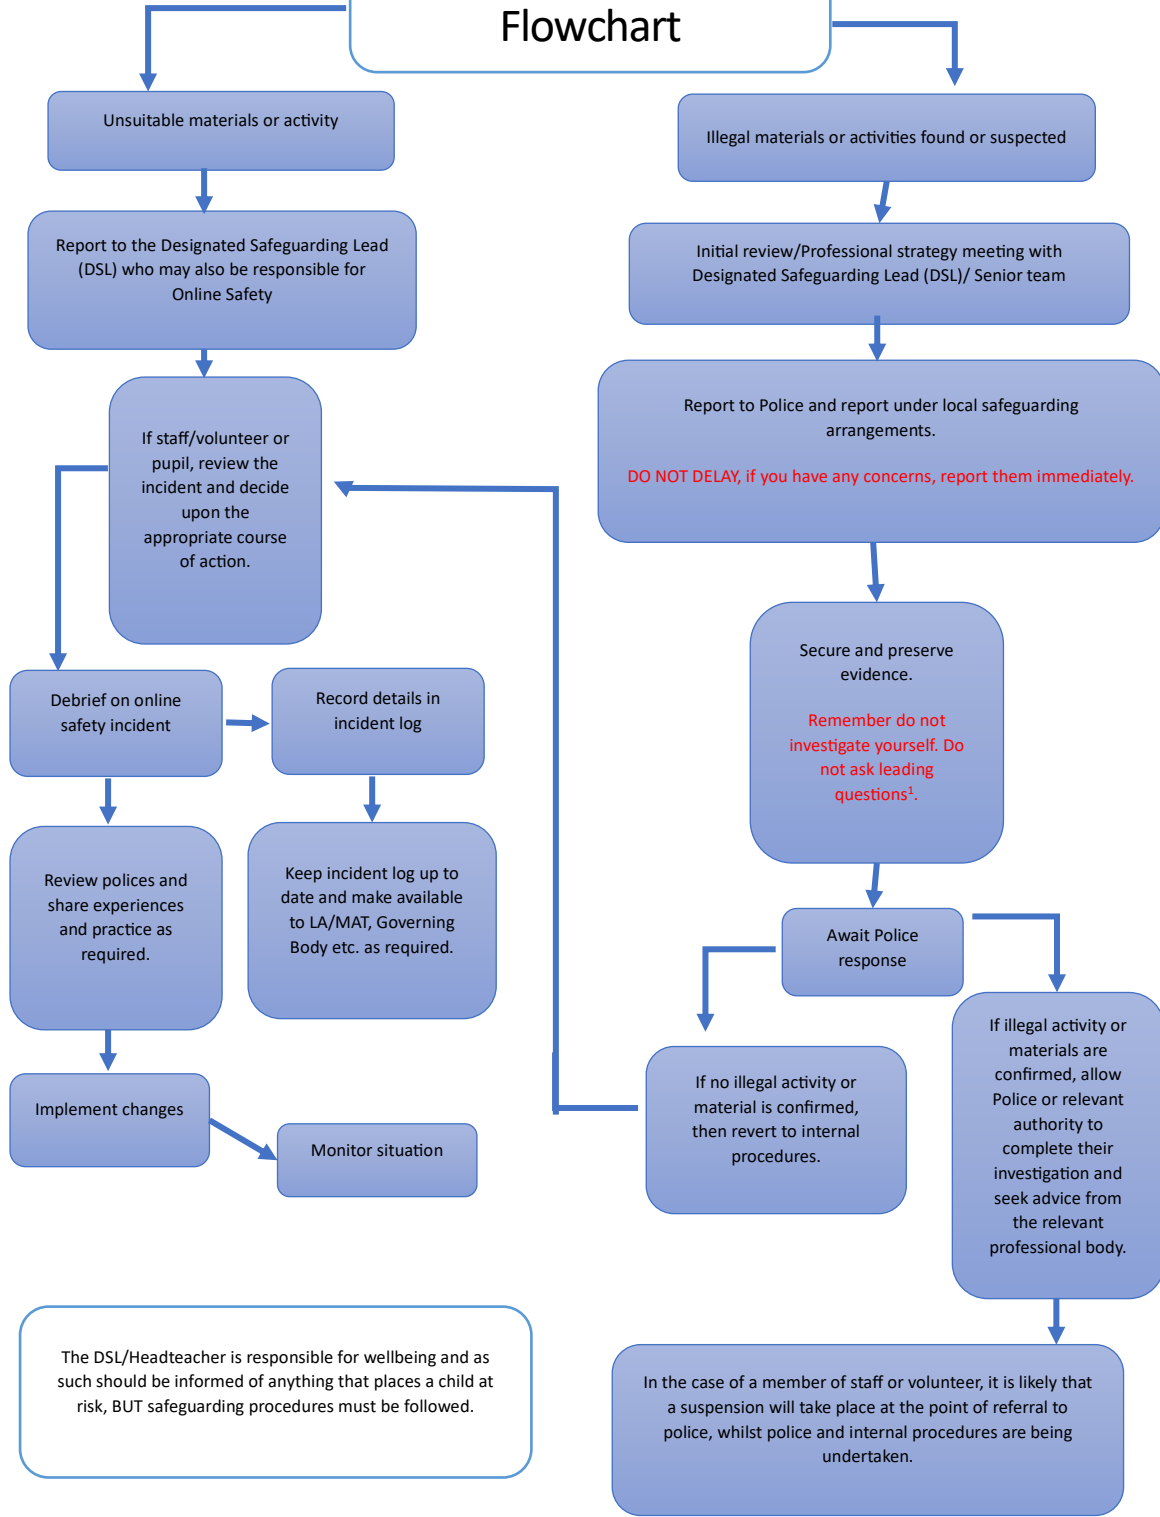 Flowchart
Unsuitable materials or activity
Report to the Designated Safeguarding Lead
(DSL) who may also be responsible for
Online Safety
If staff/volunteer or
pupil, review the
incident and decide
upon the
appropriate course
of action.
Debrief on online
safety incident
Record details in
incident log
Review polices and
share experiences
and practice as
required.
Keep incident log up to
date and make available
to LA/MAT, Governing
Body etc. as required.
Implement changes
Monitor situation
The DSL/Headteacher is responsible for wellbeing and as
such should be informed of anything that places a child at
risk, BUT safeguarding procedures must be followed.
Illegal materials or activities found or suspected
Initial review/Professional strategy meeting with
Designated Safeguarding Lead (DSL)/ Senior team
Report to Police and report under local safeguarding
arrangements.
DO NOT DELAY, if you have any concerns, report them immediately.
Secure and preserve
evidence.
Remember do not
investigate yourself. Do
not ask leading
questions¹.
Await Police
response
If no illegal activity or
material is confirmed,
then revert to internal
procedures.
If illegal activity or
materials are
confirmed, allow
Police or relevant
authority to
complete their
investigation and
seek advice from
the relevant
professional body.
In the case of a member of staff or volunteer, it is likely that
a suspension will take place at the point of referral to
police, whilst police and internal procedures are being
undertaken.